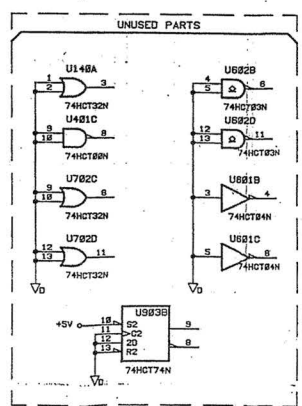 UNUSED PARTS
U140A
1
2
3
74HCT32N
U401C
9
10
8
74HCT00N
U702C
9
10
8
74HCT32N
U702D
12
13
11
74HCT32N
U602B
4
5
6
Ω
74HCT03N
U602D
12
13
11
Ω
74HCT03N
U601B
3
4
74HCT04N
U601C
5
6
74HCT04N
U903B
+5V
10
11
12
13
S2
C2
2D
R2
9
8
74HCT74N
D
D
D